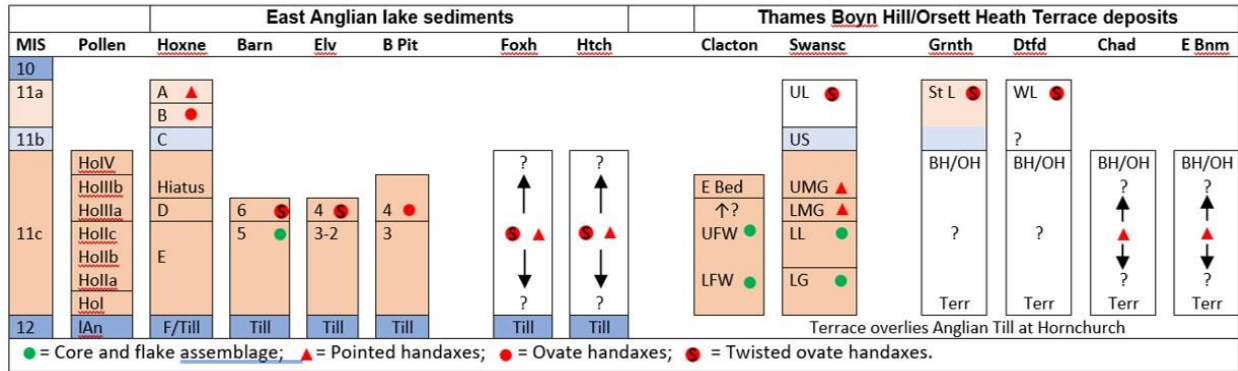 East Anglian lake sediments Thames Boyn Hill/Orsett Heath Terrace deposits
MIS Pollen Hoxne Barn Elv B Pit Foxh Htch Clacton Swansc Grnth Dtfd Chad E Bnm
10
11a A UL S St L S WL S
B
11b C US ?
HoIV ? ? BH/OH BH/OH BH/OH BH/OH
HoIIIb Hiatus E Bed UMG ? ?
HoIIIa D 6 S 4 S 4 ↑? LMG
11c HoIIc 5 3-2 3 S S UFW LL ? ?
HoIIb E
HoIIa LFW LG ? ?
HoI ? ? Terr Terr Terr Terr
12 lAn F/Till Till Till Till Till Till Terrace overlies Anglian Till at Hornchurch
= Core and flake assemblage; = Pointed handaxes; = Ovate handaxes; S = Twisted ovate handaxes.